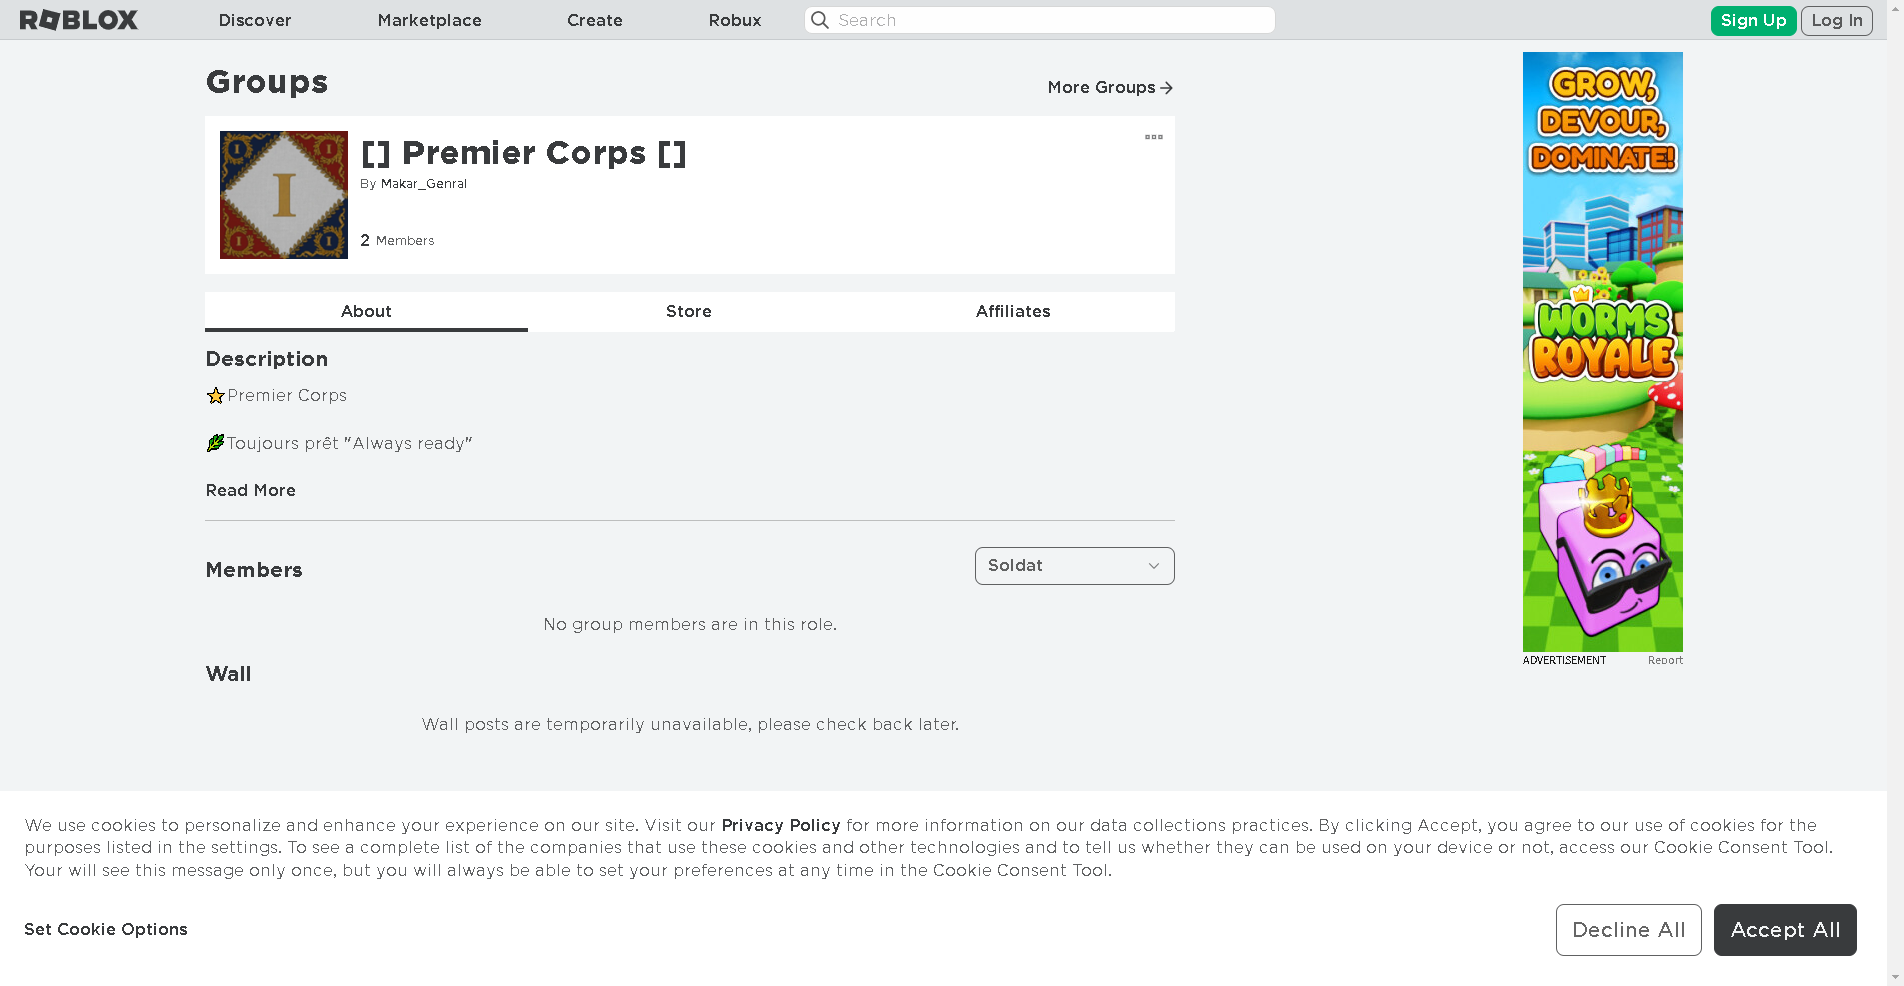 ROBLOX Discover Marketplace Create Robux Search Sign Up Log In
Groups
More Groups
I
[] Premier Corps []
By Makar_Genral
2 Members
About Store Affiliates
Description
⭐Premier Corps
🌿Toujours prêt "Always ready"
Read More
Members
Soldat
No group members are in this role.
Wall
Wall posts are temporarily unavailable, please check back later.
GROW,
DEVOUR,
DOMINATE!
WORMS
ROYALE
ADVERTISEMENT Report
We use cookies to personalize and enhance your experience on our site. Visit our Privacy Policy for more information on our data collections practices. By clicking Accept, you agree to our use of cookies for the
purposes listed in the settings. To see a complete list of the companies that use these cookies and other technologies and to tell us whether they can be used on your device or not, access our Cookie Consent Tool.
Your will see this message only once, but you will always be able to set your preferences at any time in the Cookie Consent Tool.
Set Cookie Options
Decline All
Accept All